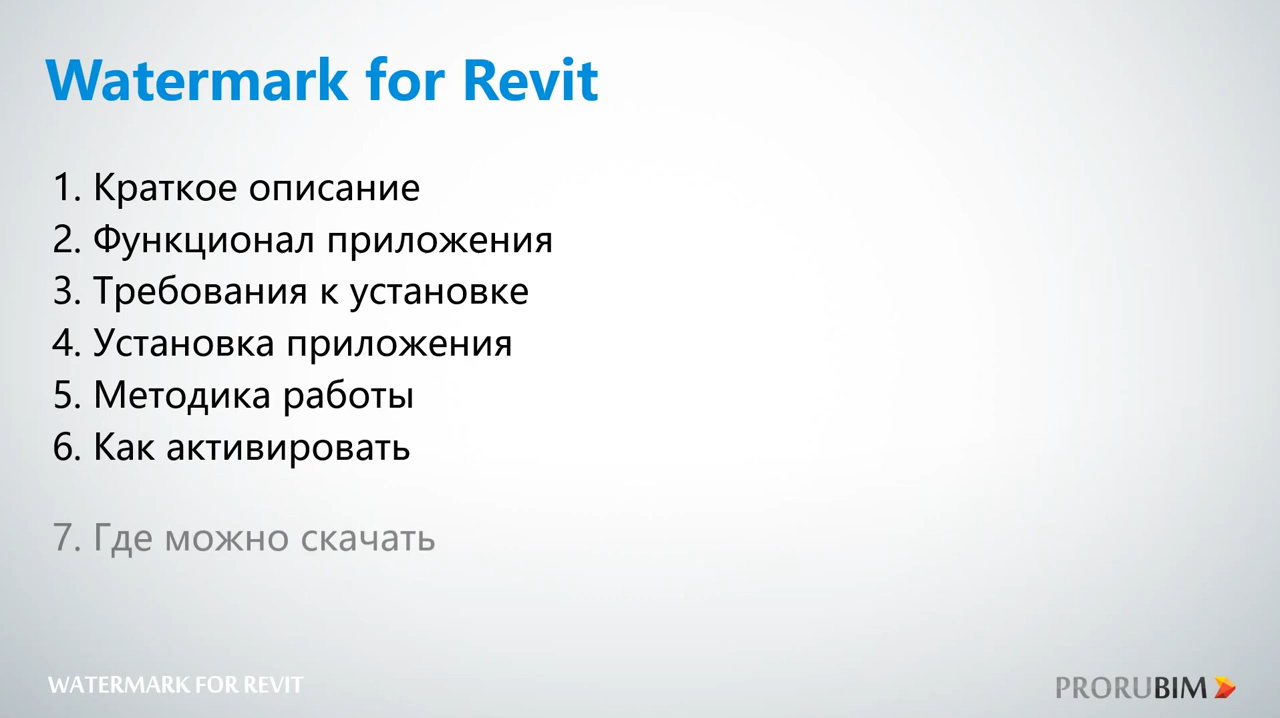 Watermark for Revit
1. Краткое описание
2. Функционал приложения
3. Требования к установке
4. Установка приложения
5. Методика работы
6. Как активировать
7. Где можно скачать
WATERMARK FOR REVIT
PRORUBIM